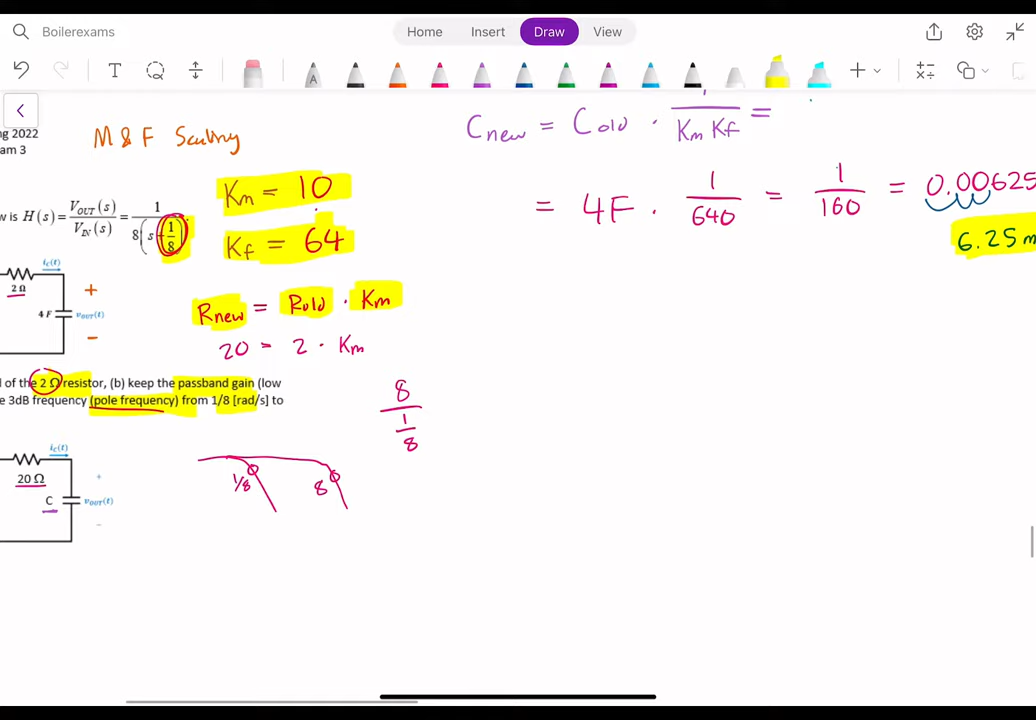 Boilerexams
Home Insert Draw View
ng 2022
am 3
M & F Scaling
Cnew = Cold · 1/(Km Kf) =
Km = 10
Kf = 64
= 4F · 1/640 = 1/160 = 0.00625
6.25 m
w is H(s) = V_OUT(s)/V_IN(s) = 1/(8(s+1/8))
i_C(t)
2 Ω
+
4 F
v_OUT(t)
-
Rnew = Rold · Km
20 = 2 · Km
d of the 2 Ω resistor, (b) keep the passband gain (low
e 3dB frequency (pole frequency) from 1/8 [rad/s] to
8
1
8
i_C(t)
20 Ω
+
C
v_OUT(t)
-
1/8
8